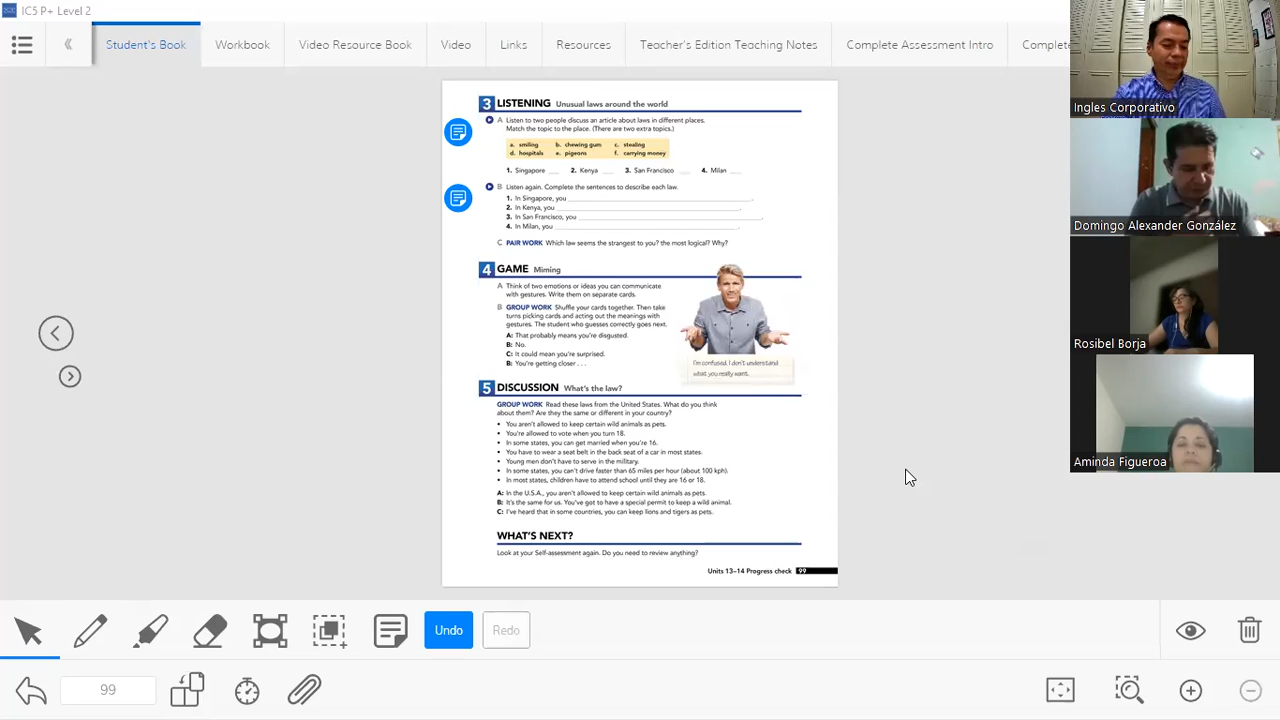 IC5 P+ Level 2
Student's Book
Workbook
Video Resource Book
Video
Links
Resources
Teacher's Edition Teaching Notes
Complete Assessment Intro
Complete
3 LISTENING Unusual laws around the world
A Listen to two people discuss an article about laws in different places.
Match the topic to the place. (There are two extra topics.)
a. smiling b. chewing gum c. stealing
d. hospitals e. pigeons f. carrying money
1. Singapore ___ 2. Kenya ___ 3. San Francisco ___ 4. Milan ___
B Listen again. Complete the sentences to describe each law.
1. In Singapore, you ___.
2. In Kenya, you ___.
3. In San Francisco, you ___.
4. In Milan, you ___.
C PAIR WORK Which law seems the strangest to you? the most logical? Why?
4 GAME Miming
A Think of two emotions or ideas you can communicate
with gestures. Write them on separate cards.
B GROUP WORK Shuffle your cards together. Then take
turns picking cards and acting out the meanings with
gestures. The student who guesses correctly goes next.
A: That probably means you're disgusted.
B: No.
C: It could mean you're surprised.
B: You're getting closer . . .
I'm confused. I don't understand
what you really want.
5 DISCUSSION What's the law?
GROUP WORK Read these laws from the United States. What do you think
about them? Are they the same or different in your country?
• You aren't allowed to keep certain wild animals as pets.
• You're allowed to vote when you turn 18.
• In some states, you can get married when you're 16.
• You have to wear a seat belt in the back seat of a car in most states.
• Young men don't have to serve in the military.
• In some states, you can't drive faster than 65 miles per hour (about 100 kph).
• In most states, children have to attend school until they are 16 or 18.
A: In the U.S.A., you aren't allowed to keep certain wild animals as pets.
B: It's the same for us. You've got to have a special permit to keep a wild animal.
C: I've heard that in some countries, you can keep lions and tigers as pets.
WHAT'S NEXT?
Look at your Self-assessment again. Do you need to review anything?
Units 13–14 Progress check 99
Ingles Corporativo
Domingo Alexander González
Rosibel Borja
Aminda Figueroa
Undo
Redo
99